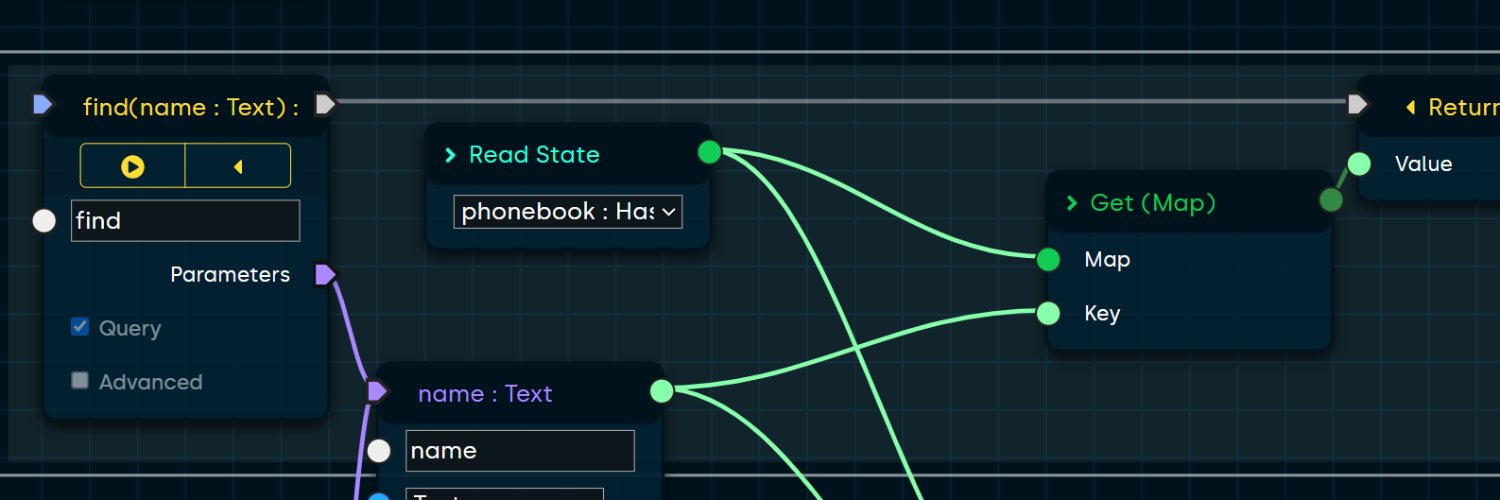 find(name : Text) :
find
Parameters
Query
Advanced
Read State
phonebook : Has
name : Text
name
Text
Get (Map)
Map
Key
Return
Value